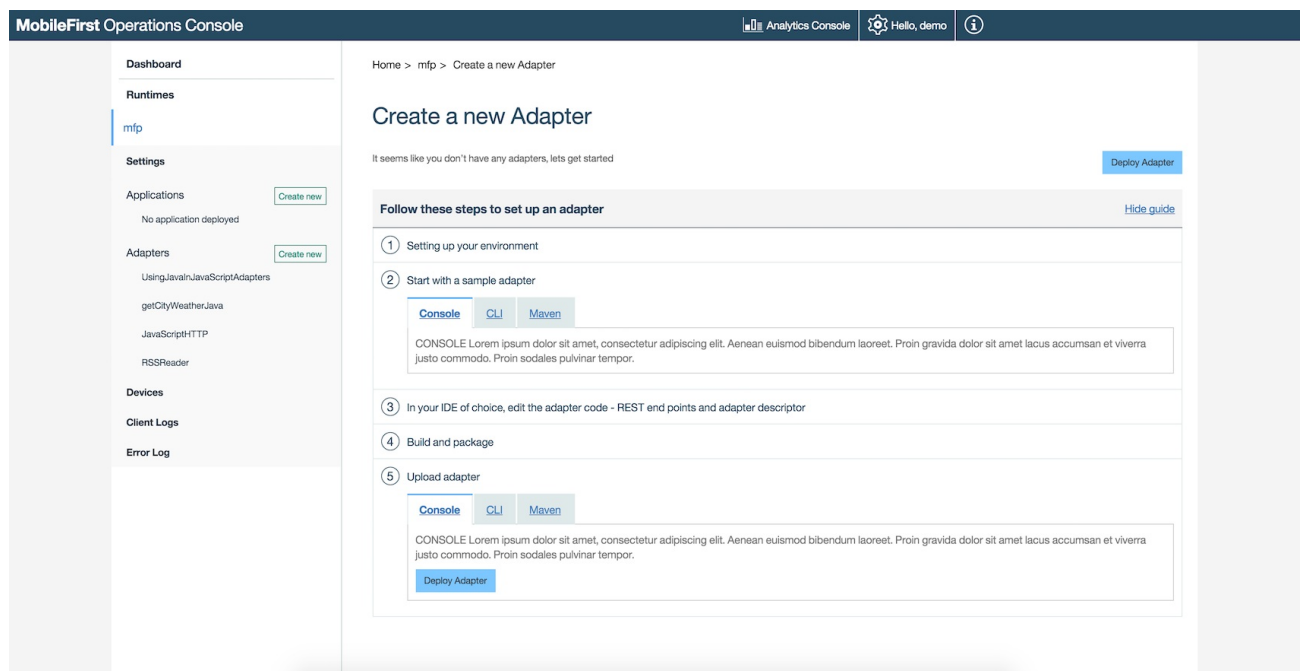 MobileFirst Operations Console
Analytics Console
Hello, demo
Dashboard
Runtimes
mfp
Settings
Applications
Create new
No application deployed
Adapters
Create new
UsingJavaInJavaScriptAdapters
getCityWeatherJava
JavaScriptHTTP
RSSReader
Devices
Client Logs
Error Log
Home > mfp > Create a new Adapter
Create a new Adapter
It seems like you don't have any adapters, lets get started
Deploy Adapter
Follow these steps to set up an adapter
Hide guide
1 Setting up your environment
2 Start with a sample adapter
Console CLI Maven
CONSOLE Lorem ipsum dolor sit amet, consectetur adipiscing elit. Aenean euismod bibendum laoreet. Proin gravida dolor sit amet lacus accumsan et viverra
justo commodo. Proin sodales pulvinar tempor.
3 In your IDE of choice, edit the adapter code - REST end points and adapter descriptor
4 Build and package
5 Upload adapter
Console CLI Maven
CONSOLE Lorem ipsum dolor sit amet, consectetur adipiscing elit. Aenean euismod bibendum laoreet. Proin gravida dolor sit amet lacus accumsan et viverra
justo commodo. Proin sodales pulvinar tempor.
Deploy Adapter